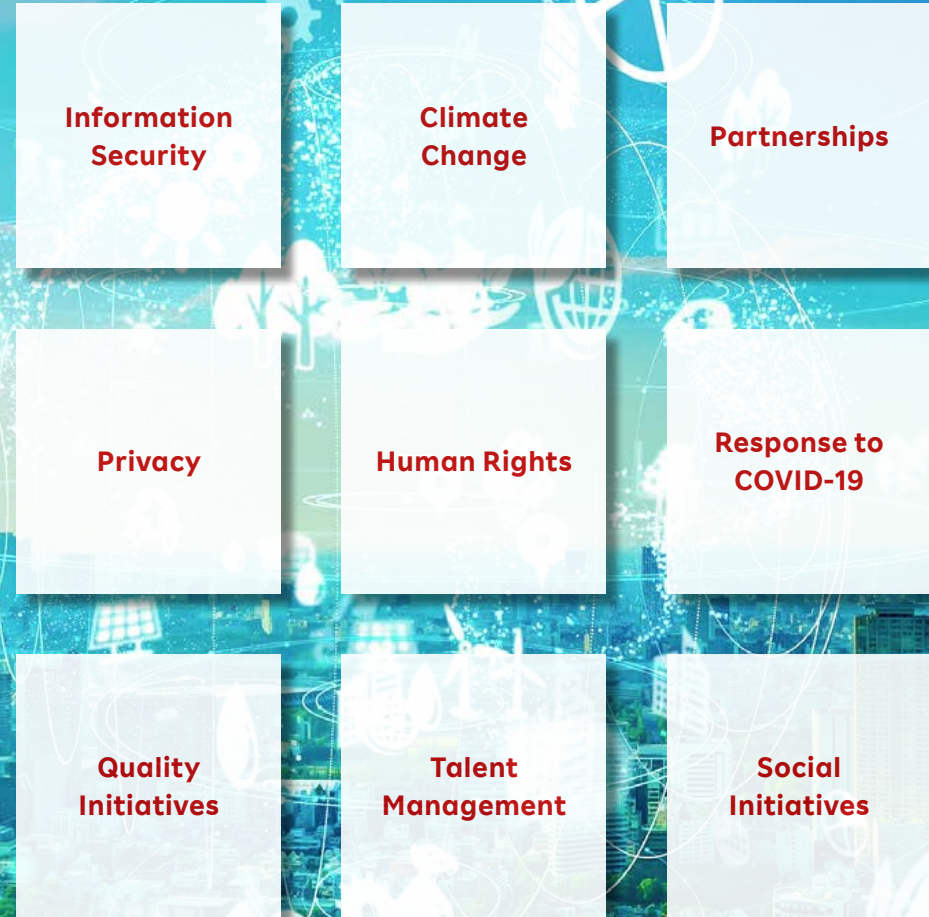 Information
Security
Climate
Change
Partnerships
Privacy
Human Rights
Response to
COVID-19
Quality
Initiatives
Talent
Management
Social
Initiatives